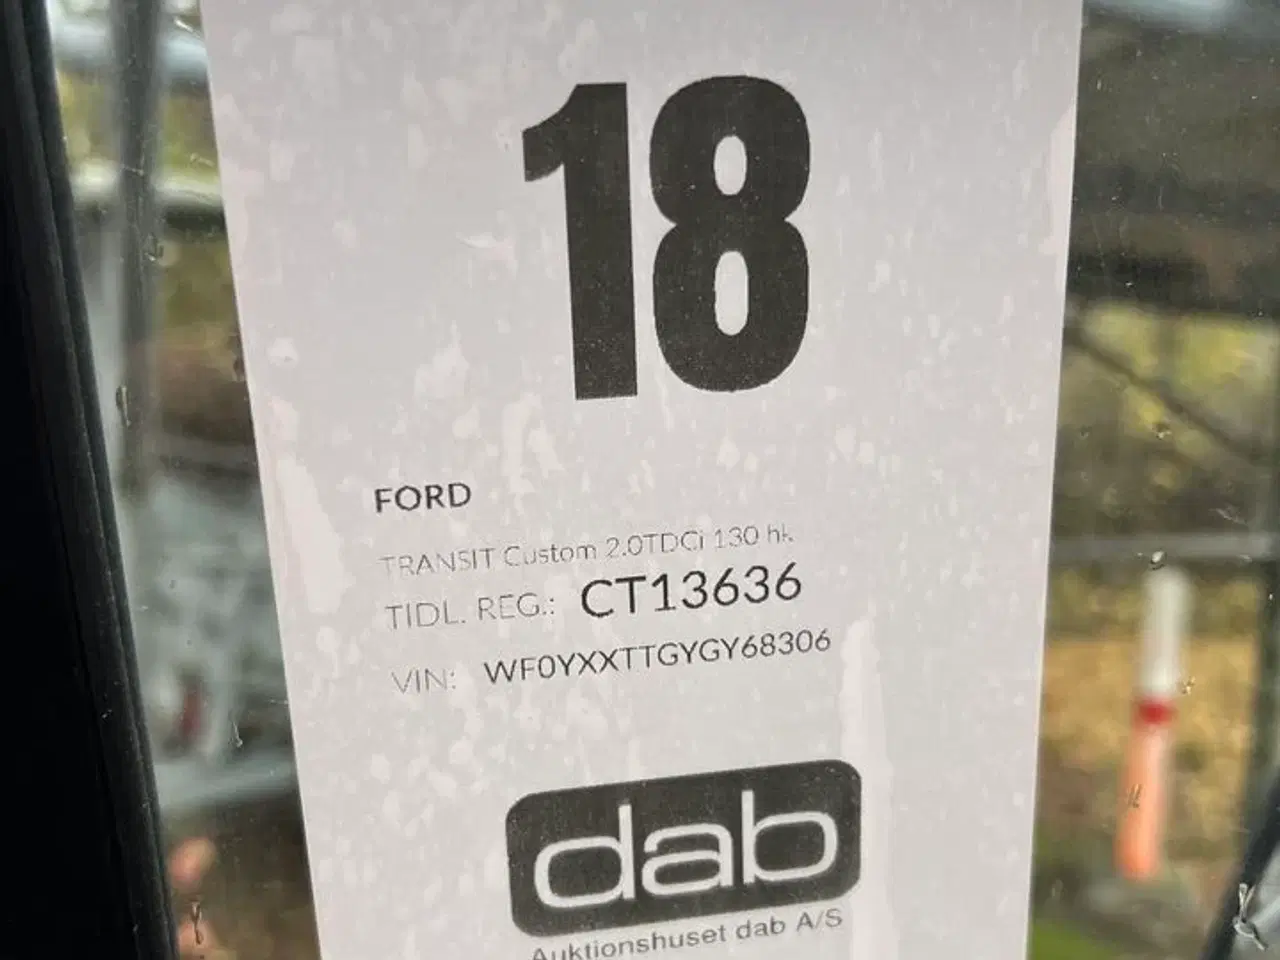 18
FORD
TRANSIT Custom 2.0TDCi 130 hk
TIDL. REG.: CT13636
VIN: WF0YXXTTGYGY68306
dab
Auktionshuset dab A/S